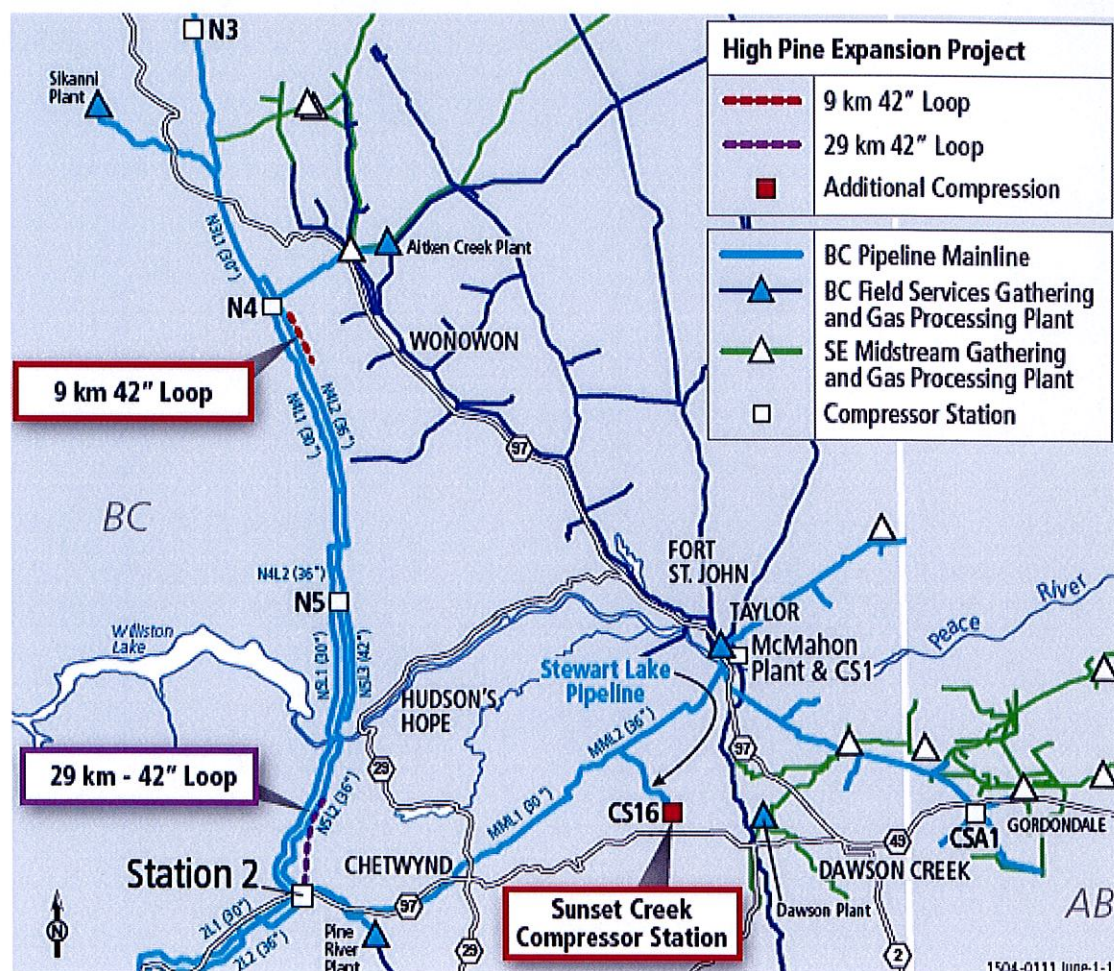 N3
Sikanni
Plant
High Pine Expansion Project
9 km 42" Loop
29 km 42" Loop
Additional Compression
BC Pipeline Mainline
BC Field Services Gathering
and Gas Processing Plant
SE Midstream Gathering
and Gas Processing Plant
Compressor Station
Aitken Creek Plant
N3L1 (30")
N4
WONOWON
9 km 42" Loop
N4L1 (30")
N4L2 (36")
97
BC
FORT
ST. JOHN
N4L2 (36")
N5
TAYLOR
Peace River
Williston
Lake
McMahon
Plant & CS1
Stewart Lake
Pipeline
N5L1 (30")
N5L3 (42")
HUDSON'S
HOPE
MML2 (36")
97
29 km - 42" Loop
29
N5L2 (36")
MML1 (30")
CS16
CSA1
GORDONDALE
49
CHETWYND
DAWSON CREEK
Station 2
97
Sunset Creek
Compressor Station
Dawson Plant
AB
2L1 (30")
2L2 (36")
Pine
River
Plant
29
2
N
1504-0111 June-1-1